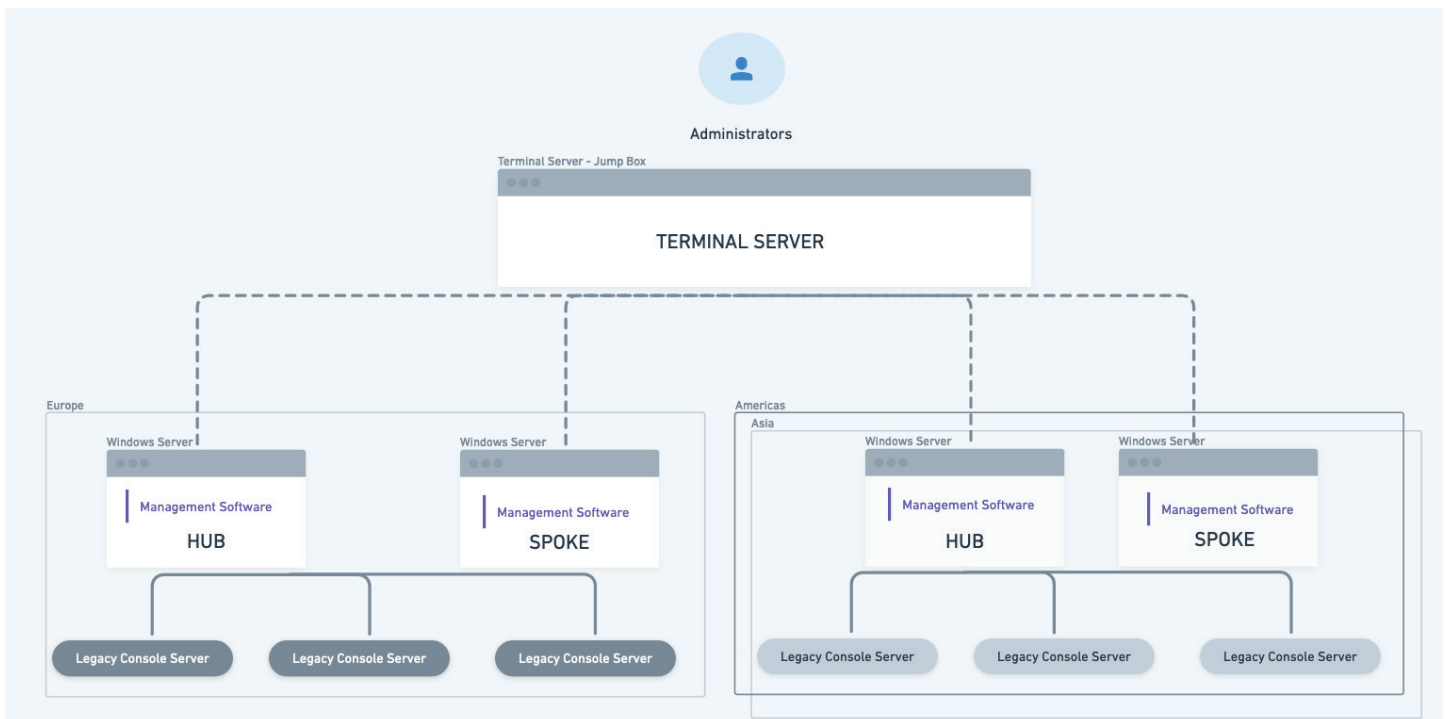 Administrators
Terminal Server - Jump Box
TERMINAL SERVER
Europe
Windows Server
Management Software
HUB
Windows Server
Management Software
SPOKE
Legacy Console Server
Legacy Console Server
Legacy Console Server
Americas
Asia
Windows Server
Management Software
HUB
Windows Server
Management Software
SPOKE
Legacy Console Server
Legacy Console Server
Legacy Console Server